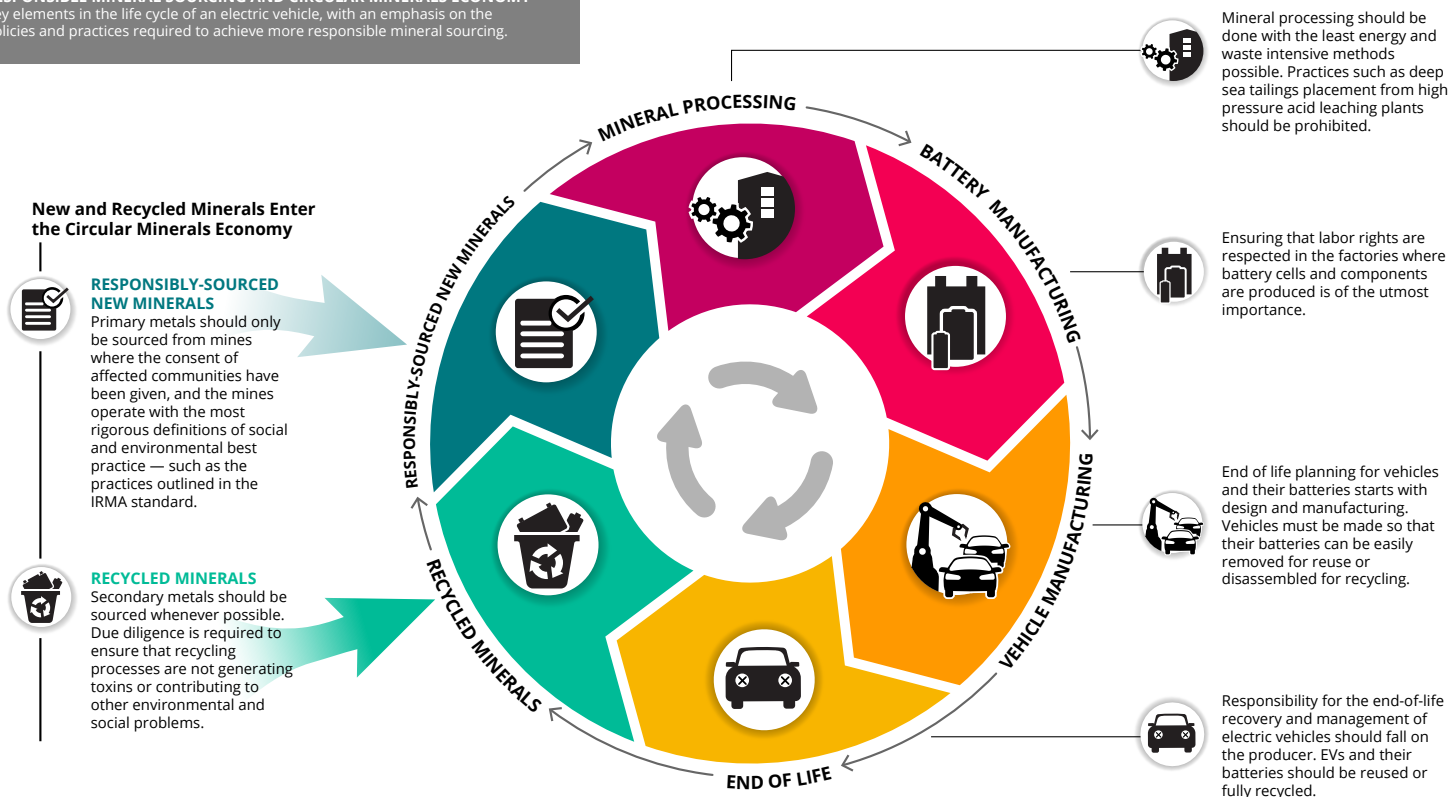 key elements in the life cycle of an electric vehicle, with an emphasis on the
policies and practices required to achieve more responsible mineral sourcing.
New and Recycled Minerals Enter
the Circular Minerals Economy
RESPONSIBLY-SOURCED
NEW MINERALS
Primary metals should only
be sourced from mines
where the consent of
affected communities have
been given, and the mines
operate with the most
rigorous definitions of social
and environmental best
practice — such as the
practices outlined in the
IRMA standard.
RECYCLED MINERALS
Secondary metals should be
sourced whenever possible.
Due diligence is required to
ensure that recycling
processes are not generating
toxins or contributing to
other environmental and
social problems.
MINERAL PROCESSING
BATTERY MANUFACTURING
VEHICLE MANUFACTURING
END OF LIFE
RECYCLED MINERALS
RESPONSIBLY-SOURCED NEW MINERALS
Mineral processing should be
done with the least energy and
waste intensive methods
possible. Practices such as deep
sea tailings placement from high
pressure acid leaching plants
should be prohibited.
Ensuring that labor rights are
respected in the factories where
battery cells and components
are produced is of the utmost
importance.
End of life planning for vehicles
and their batteries starts with
design and manufacturing.
Vehicles must be made so that
their batteries can be easily
removed for reuse or
disassembled for recycling.
Responsibility for the end-of-life
recovery and management of
electric vehicles should fall on
the producer. EVs and their
batteries should be reused or
fully recycled.